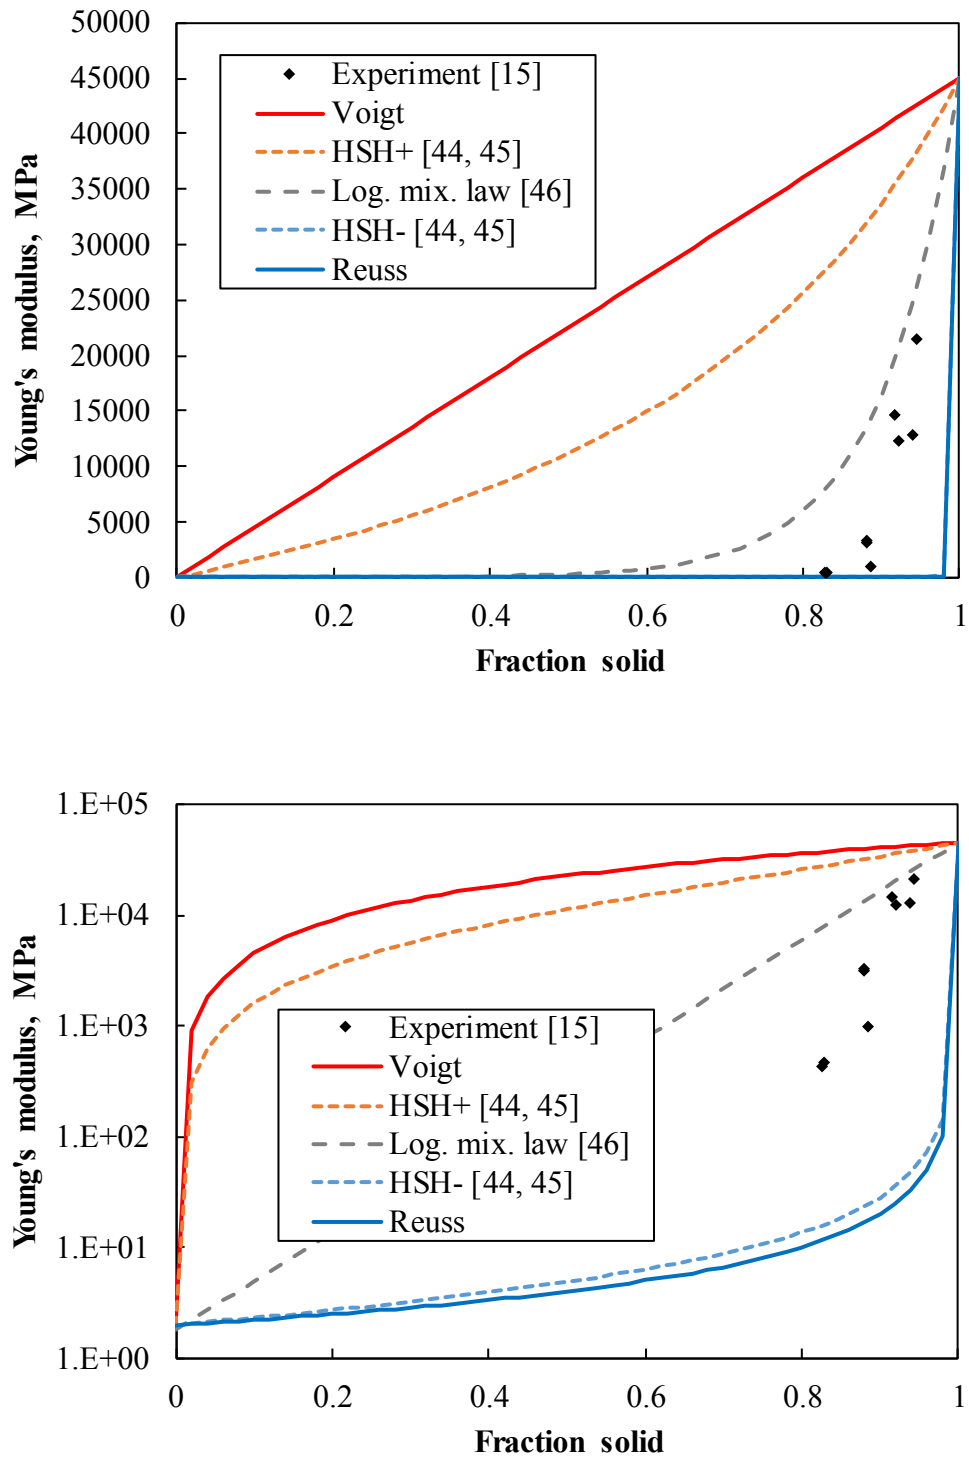 50000
45000
40000
35000
30000
25000
20000
15000
10000
5000
0
Young's modulus, MPa
Experiment [15]
Voigt
HSH+ [44, 45]
Log. mix. law [46]
HSH- [44, 45]
Reuss
0 0.2 0.4 0.6 0.8 1
Fraction solid
1.E+05
1.E+04
1.E+03
1.E+02
1.E+01
1.E+00
Young's modulus, MPa
Experiment [15]
Voigt
HSH+ [44, 45]
Log. mix. law [46]
HSH- [44, 45]
Reuss
0 0.2 0.4 0.6 0.8 1
Fraction solid